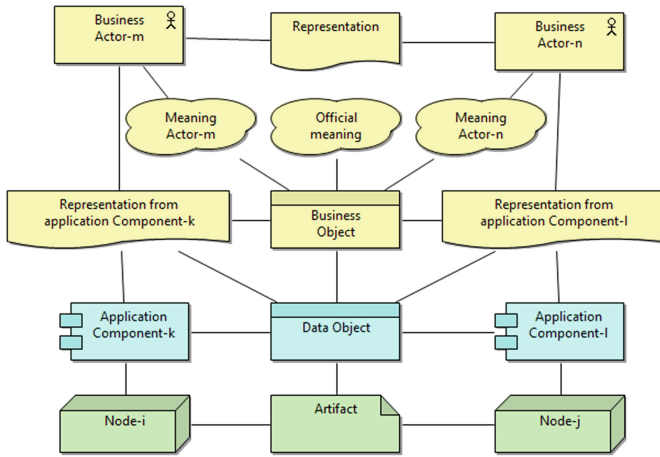 Business
Actor-m
Representation
Business
Actor-n
Meaning
Actor-m
Official
meaning
Meaning
Actor-n
Representation from
application Component-k
Business
Object
Representation from
application Component-l
Application
Component-k
Data Object
Application
Component-l
Node-i
Artifact
Node-j